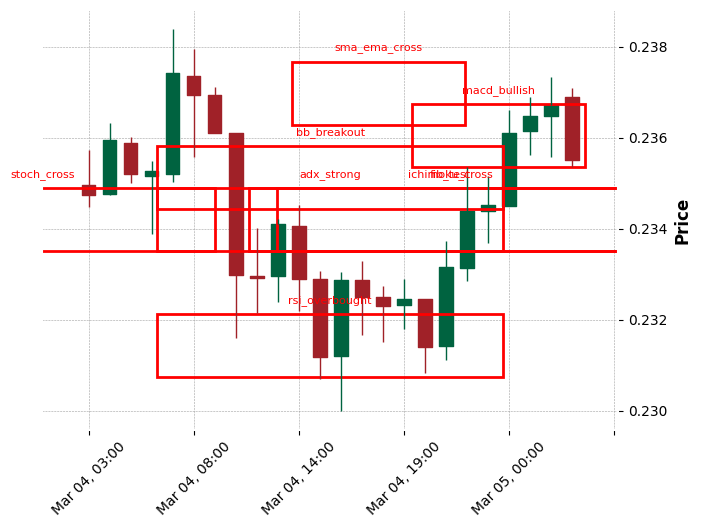 sma_ema_cross
0.238
macd_bullish
bb_breakout
0.236
stoch_cross
adx_strong
0.234
Price
rsi_overbought
0.232
0.230
Mar 04, 03:00
Mar 04, 08:00
Mar 04, 14:00
Mar 04, 19:00
Mar 05, 00:00